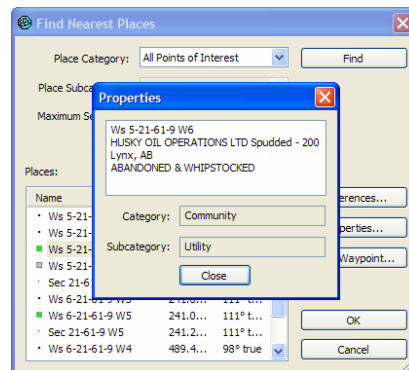 Find Nearest Places
Place Category: All Points of Interest Find
Place Subca
Properties
Maximum Se
Ws 5-21-61-9 W6
HUSKY OIL OPERATIONS LTD Spudded - 200
Lynx, AB
ABANDONED & WHIPSTOCKED
Places:
Name
erences...
Ws 5-21-
Category: Community
perties...
Ws 5-21-
Ws 5-21-
Subcategory: Utility
Waypoint...
Ws 5-21-
Close
Sec 21-6
Ws 6-21-61-9 W5 241.0... 111° t...
Ws 6-21-61-9 W5 241.0... 111° t...
OK
Sec 21-61-9 W5 241.2... 111° t...
Ws 6-21-61-9 W4 489.4... 98° true
Cancel